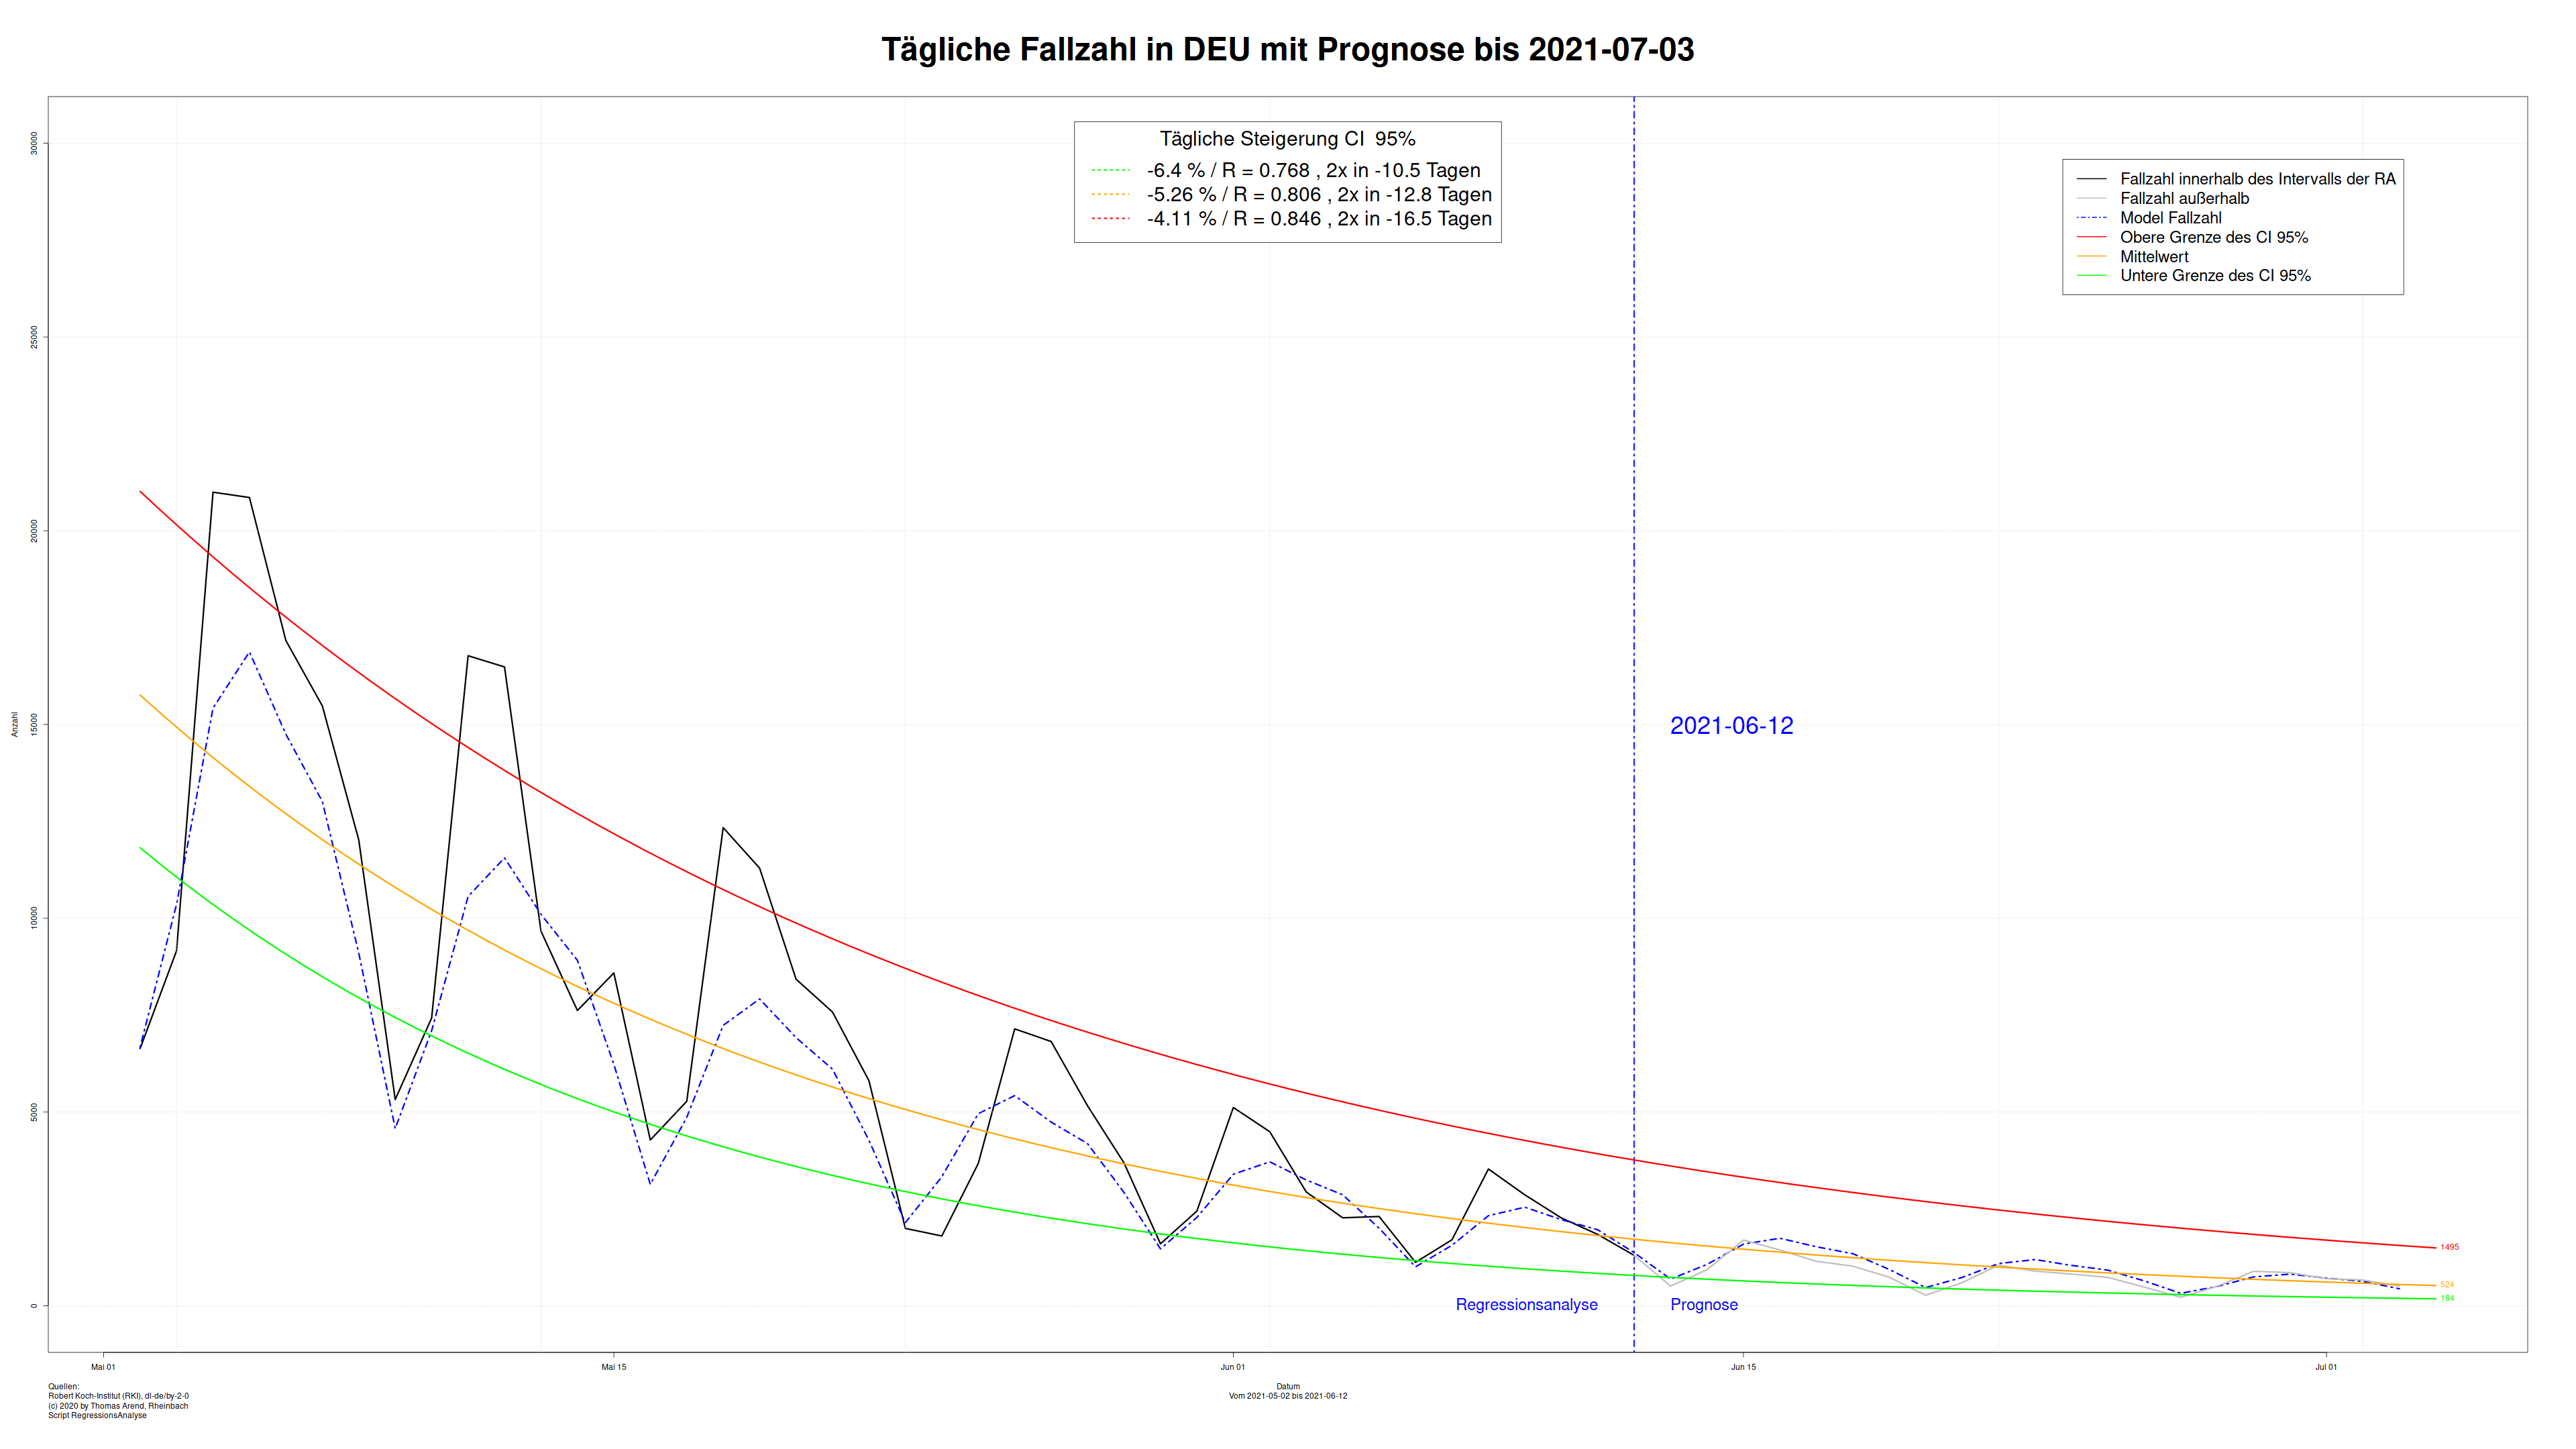 Tägliche Fallzahl in DEU mit Prognose bis 2021-07-03
Tägliche Steigerung CI  95%
-6.4 % / R = 0.768 , 2x in -10.5 Tagen
-5.26 % / R = 0.806 , 2x in -12.8 Tagen
-4.11 % / R = 0.846 , 2x in -16.5 Tagen
Fallzahl innerhalb des Intervalls der RA
Fallzahl außerhalb
Model Fallzahl
Obere Grenze des CI 95%
Mittelwert
Untere Grenze des CI 95%
Anzahl
30000
25000
20000
15000
10000
5000
0
2021-06-12
1495
524
184
Regressionsanalyse
Prognose
Mai 01
Mai 15
Jun 01
Jun 15
Jul 01
Datum
Vom 2021-05-02 bis 2021-06-12
Quellen:
Robert Koch-Institut (RKI), dl-de/by-2-0
(c) 2020 by Thomas Arend, Rheinbach
Script RegressionsAnalyse